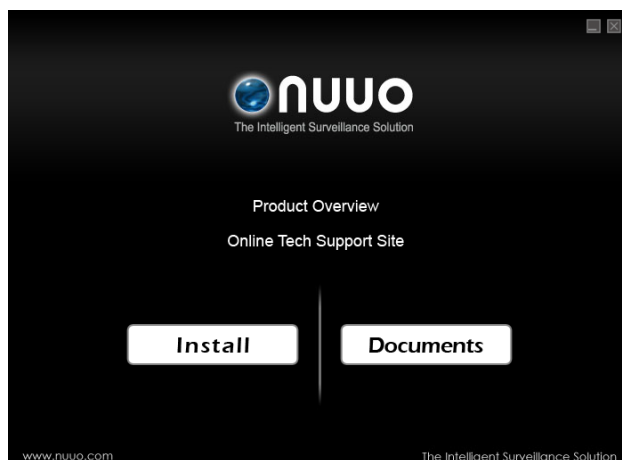 nuuo
The Intelligent Surveillance Solution
Product Overview
Online Tech Support Site
Install
Documents
www.nuuo.com
The Intelligent Surveillance Solution